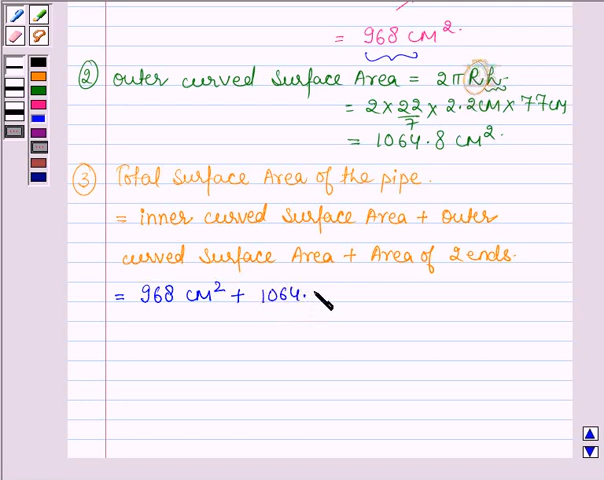 = 968 cm².
② Outer curved Surface Area = 2πRh.
= 2 × 22/7 × 2.2cm × 77cm
= 1064.8 cm².
③ Total Surface Area of the pipe.
= inner curved Surface Area + Outer
curved Surface Area + Area of 2 ends.
= 968 cm² + 1064.